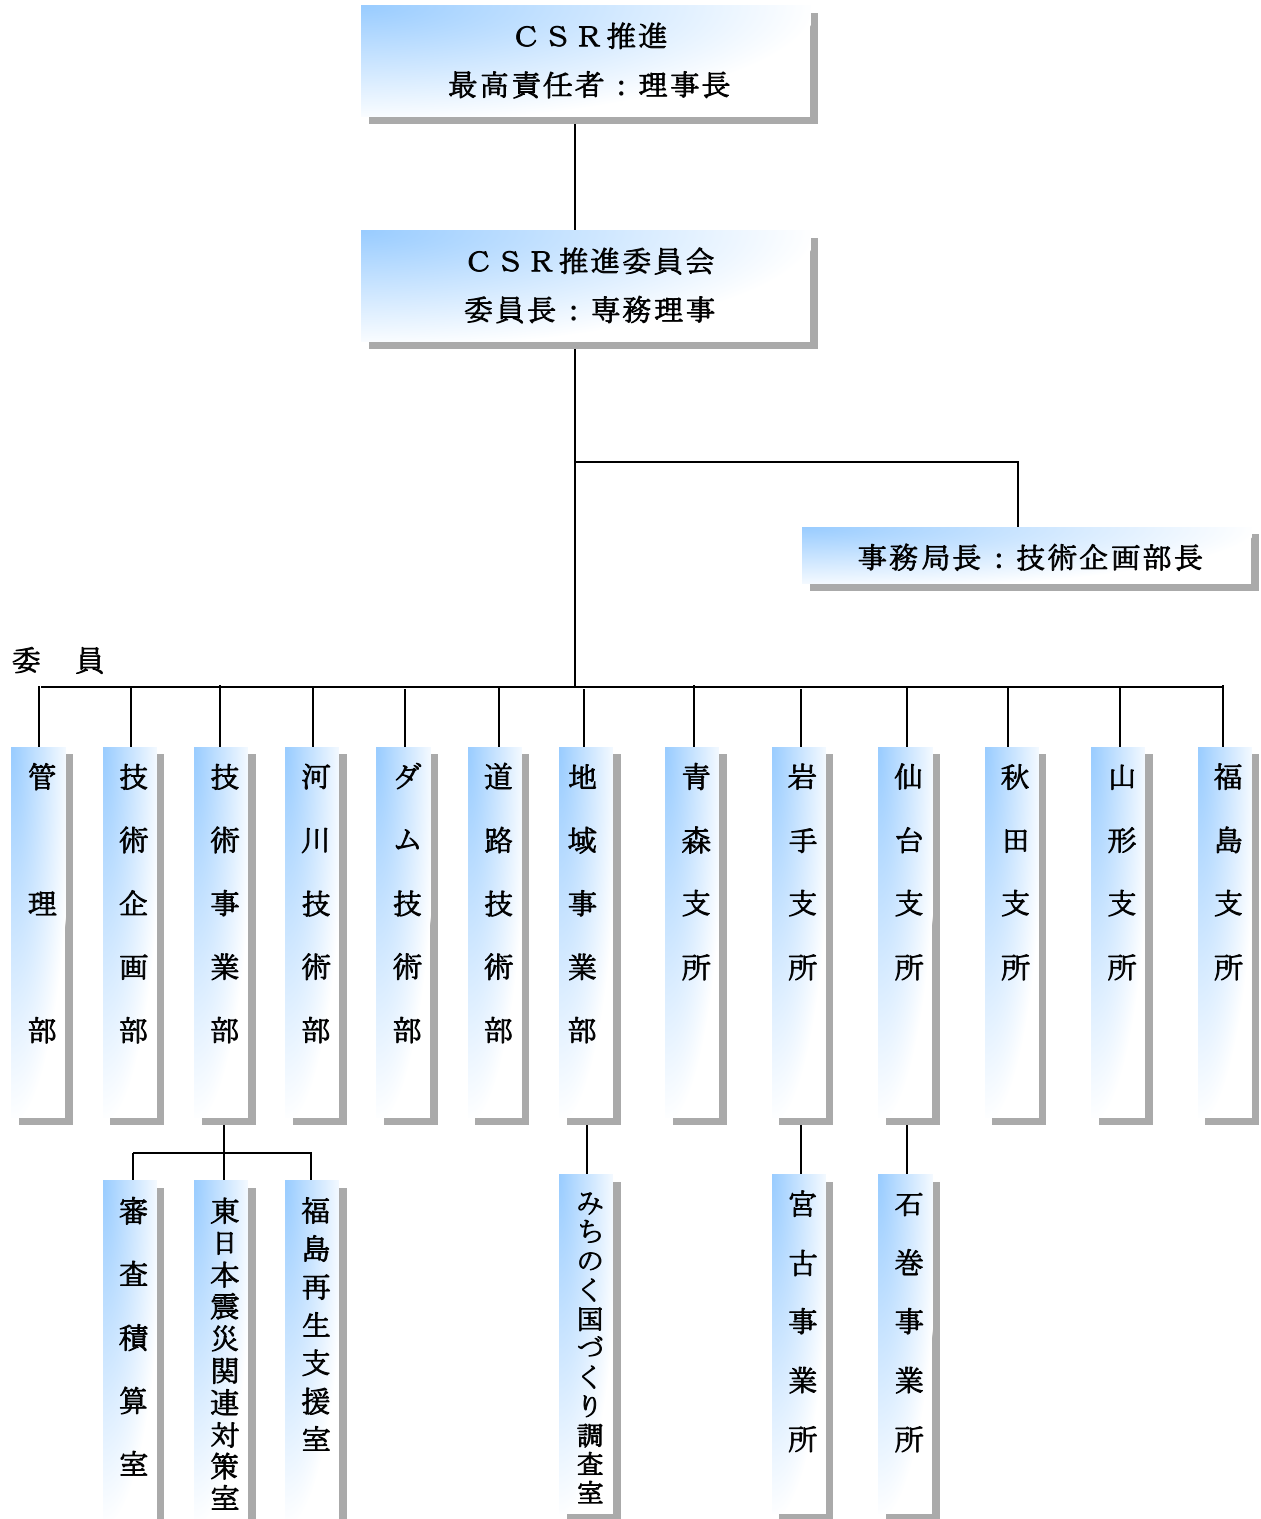 ＣＳＲ推進
最高責任者：理事長
ＣＳＲ推進委員会
委員長：専務理事
事務局長：技術企画部長
委　員
管理部
技術企画部
技術事業部
河川技術部
ダム技術部
道路技術部
地域事業部
青森支所
岩手支所
仙台支所
秋田支所
山形支所
福島支所
審査積算室
東日本震災関連対策室
福島再生支援室
みちのく国づくり調査室
宮古事業所
石巻事業所